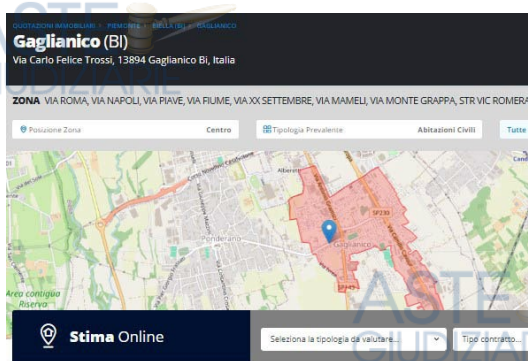 QUOTAZIONI IMMOBILIARI > PIEMONTE > BIELLA (BI) > GAGLIANICO
Gaglianico (BI)
Via Carlo Felice Trossi, 13894 Gaglianico Bi, Italia
ZONA VIA ROMA, VIA NAPOLI, VIA PIAVE, VIA FIUME, VIA XX SETTEMBRE, VIA MAMELI, VIA MONTE GRAPPA, STR VIC ROMERA
Posizione Zona Centro Tipologia Prevalente Abitazioni Civili Tutte
Alberan
Ponderano
SP230
Gaglianico
Area contigua
Riserva
ASTE
GIUDIZIARIE
Stima Online
Seleziona la tipologia da valutare...
Tipo contratto...